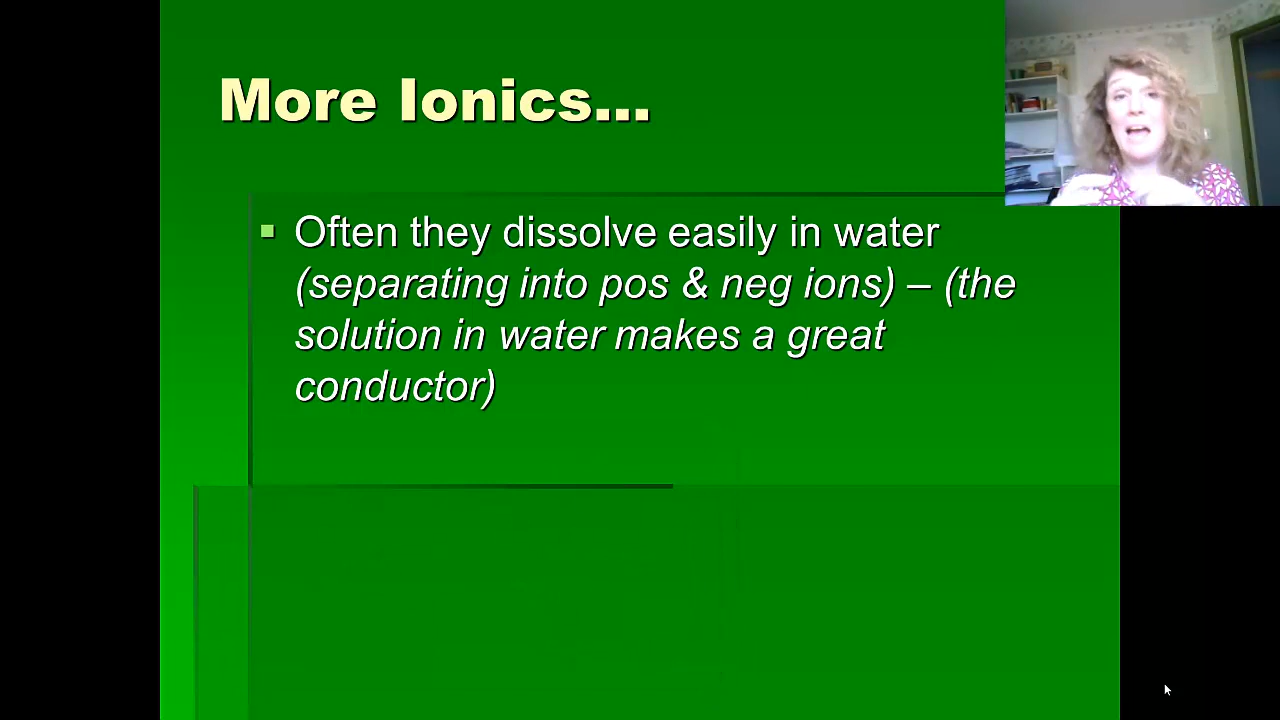 More Ionics...
Often they dissolve easily in water
(separating into pos & neg ions) – (the
solution in water makes a great
conductor)